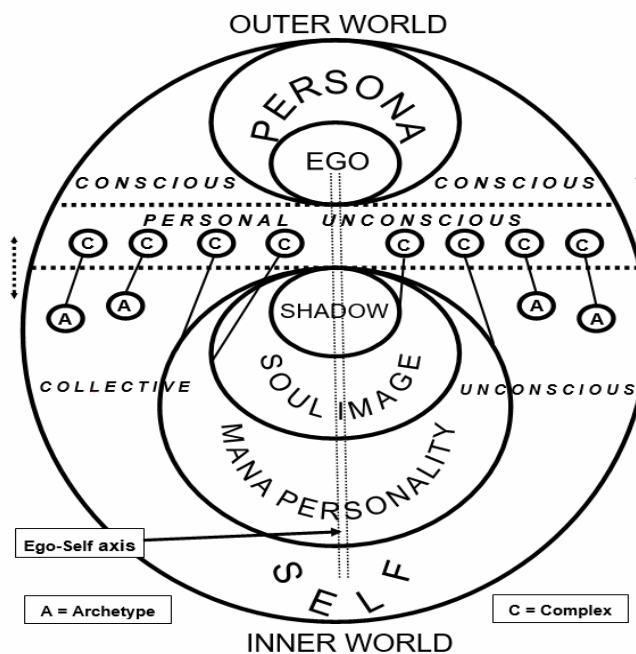 OUTER WORLD
PERSONA
EGO
CONSCIOUS CONSCIOUS
PERSONAL UNCONSCIOUS
C C C C C C C C
A A A A
SHADOW
SOUL IMAGE
COLLECTIVE UNCONSCIOUS
MANA PERSONALITY
Ego-Self axis
SELF
A = Archetype C = Complex
INNER WORLD